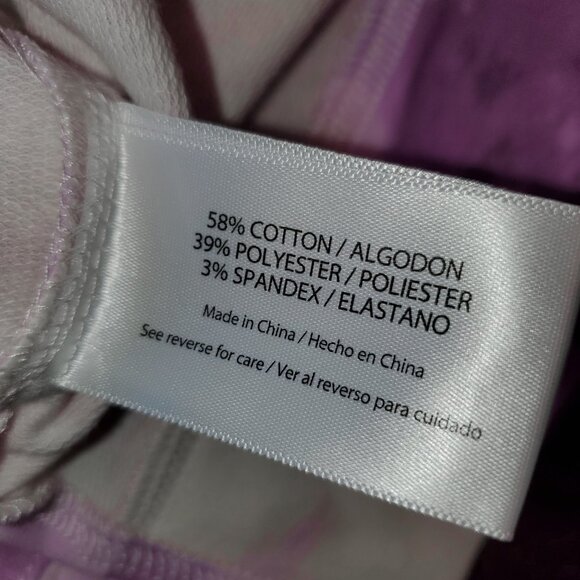 58% COTTON / ALGODON
39% POLYESTER / POLIESTER
3% SPANDEX / ELASTANO
Made in China / Hecho en China
See reverse for care / Ver al reverso para cuidado